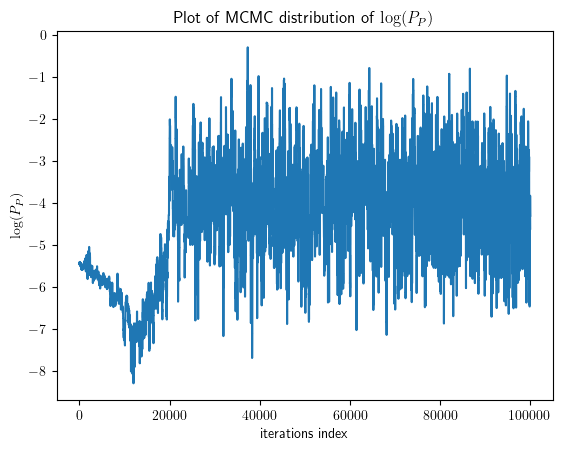 Plot of MCMC distribution of log(P_P)
0
−1
−2
−3
−4
−5
−6
−7
−8
log(P_P)
0 20000 40000 60000 80000 100000
iterations index